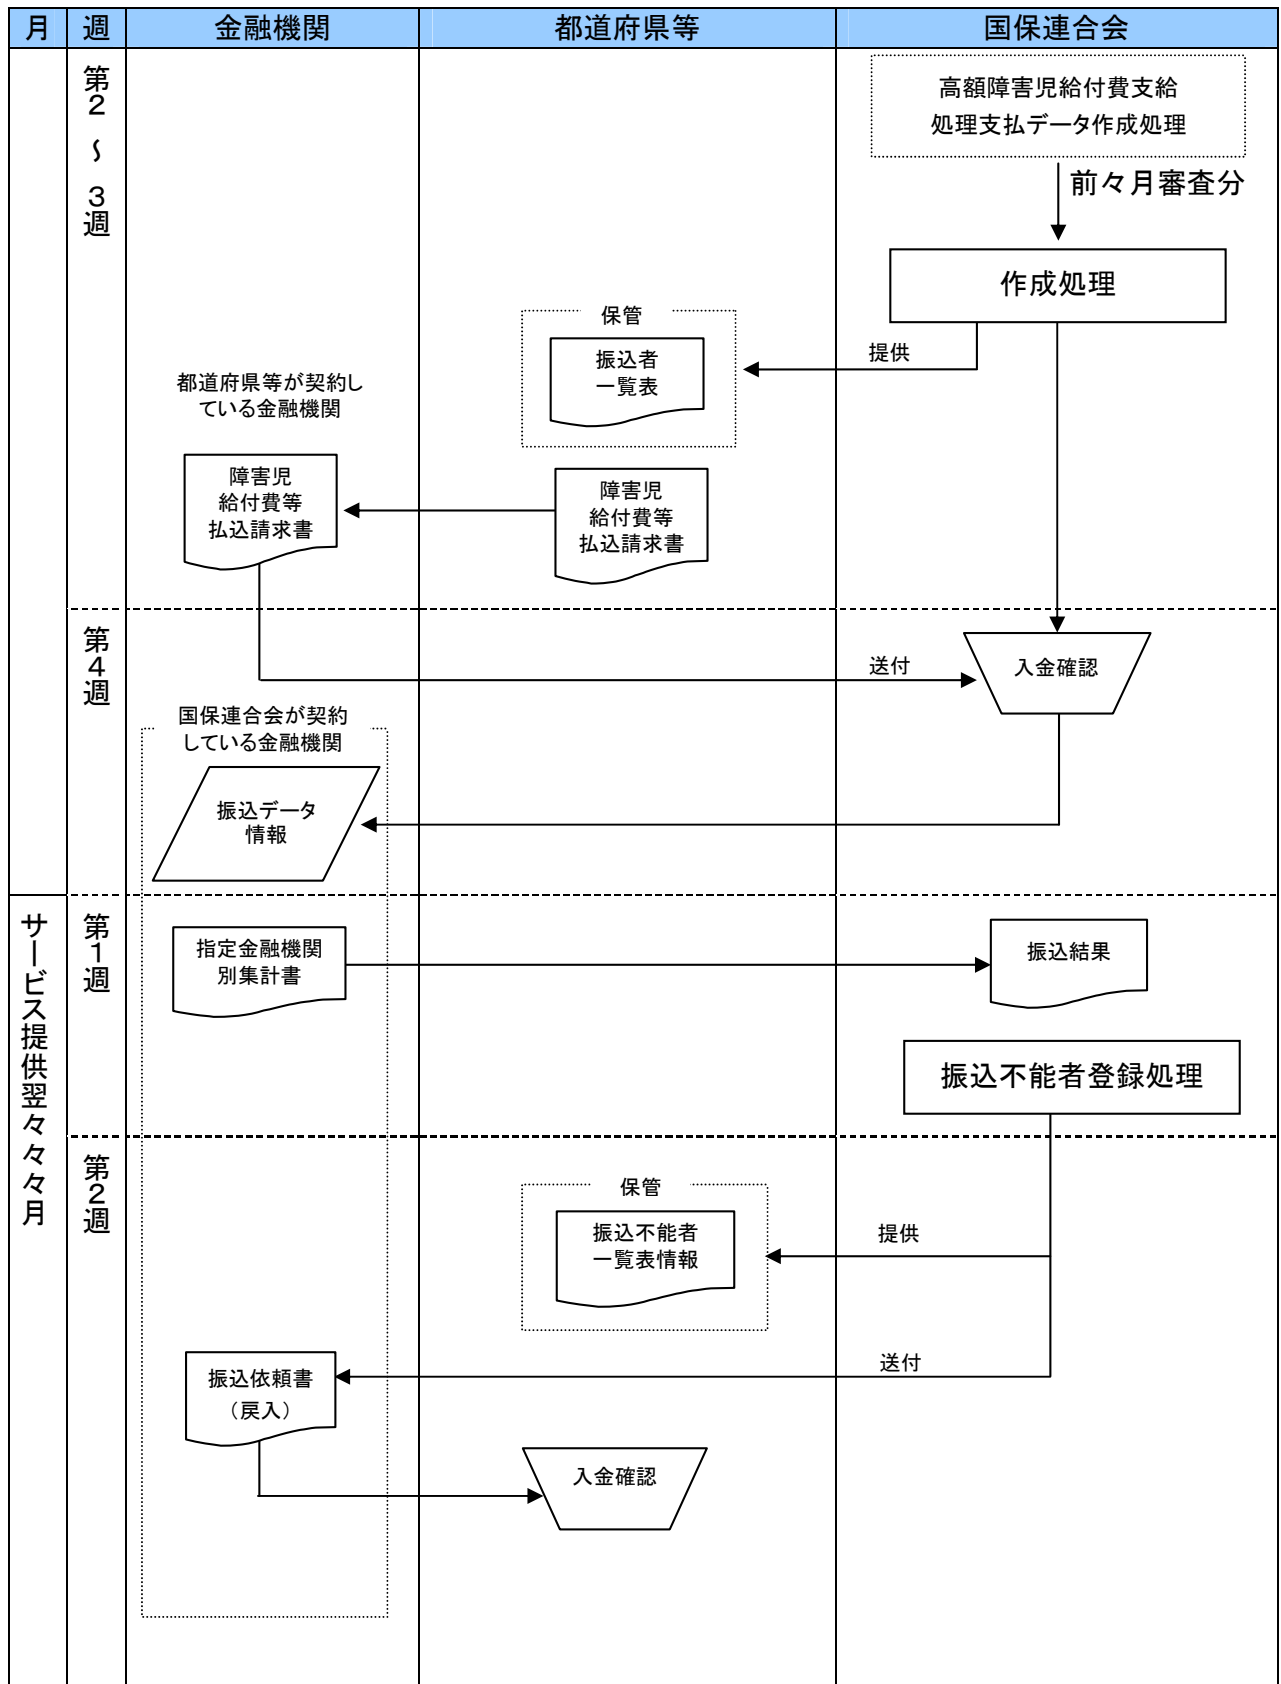 月
週
金融機関
都道府県等
国保連合会
第２～３週
高額障害児給付費支給
処理支払データ作成処理
前々月審査分
作成処理
提供
保管
振込者
一覧表
都道府県等が契約し
ている金融機関
障害児
給付費等
払込請求書
障害児
給付費等
払込請求書
第４週
送付
入金確認
国保連合会が契約
している金融機関
振込データ
情報
サービス提供翌々々月
第１週
指定金融機関
別集計書
振込結果
振込不能者登録処理
第２週
保管
振込不能者
一覧表情報
提供
送付
振込依頼書
（戻入）
入金確認